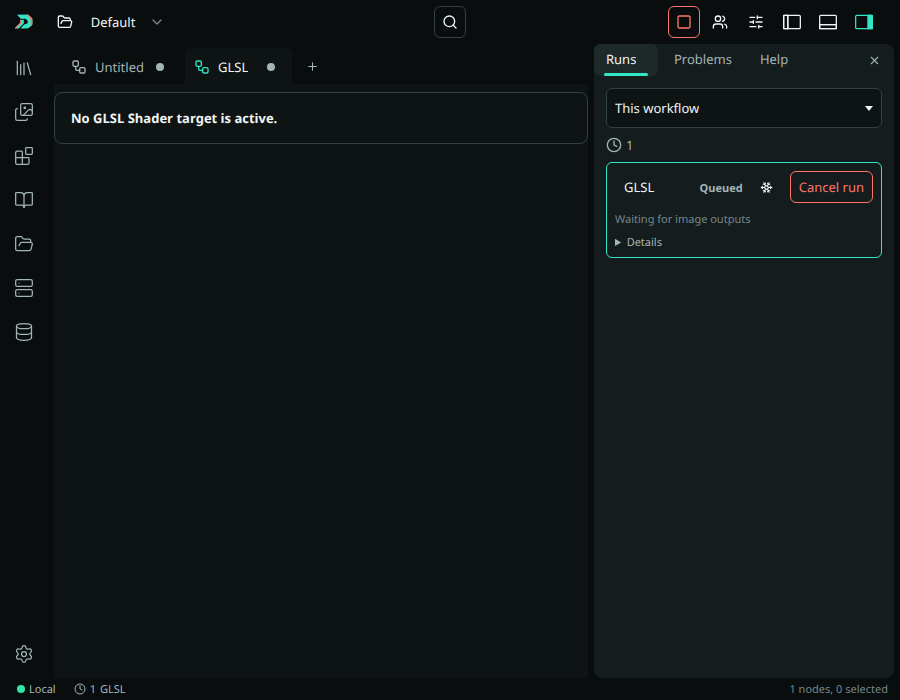 Default
Untitled
GLSL
Runs
Problems
Help
No GLSL Shader target is active.
This workflow
1
GLSL
Queued
Cancel run
Waiting for image outputs
Details
Local
1 GLSL
1 nodes, 0 selected